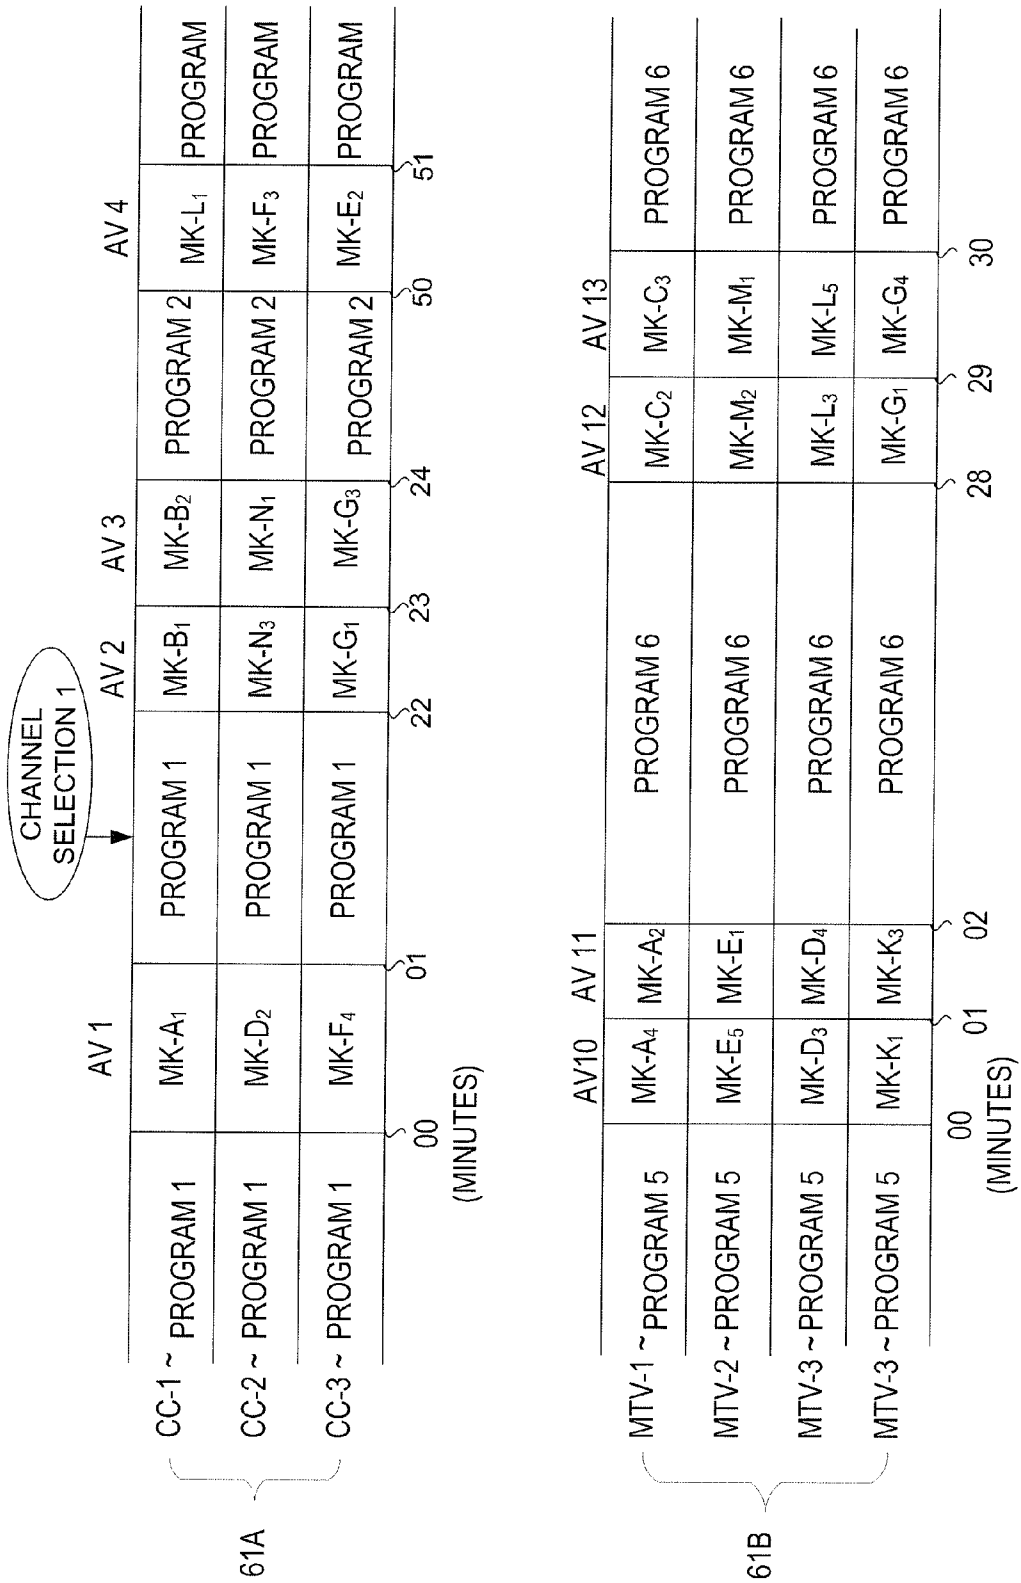 CHANNEL
SELECTION 1
AV 1 AV 2 AV 3 AV 4
CC-1 ~ PROGRAM 1 MK-A1 PROGRAM 1 MK-B1 MK-B2 PROGRAM 2 MK-L1 PROGRAM
CC-2 ~ PROGRAM 1 MK-D2 PROGRAM 1 MK-N3 MK-N1 PROGRAM 2 MK-F3 PROGRAM
CC-3 ~ PROGRAM 1 MK-F4 PROGRAM 1 MK-G1 MK-G3 PROGRAM 2 MK-E2 PROGRAM
61A
00 01 22 23 24 50 51
(MINUTES)
AV10 AV 11 AV 12 AV 13
MTV-1 ~ PROGRAM 5 MK-A4 MK-A2 PROGRAM 6 MK-C2 MK-C3 PROGRAM 6
MTV-2 ~ PROGRAM 5 MK-E5 MK-E1 PROGRAM 6 MK-M2 MK-M1 PROGRAM 6
MTV-3 ~ PROGRAM 5 MK-D3 MK-D4 PROGRAM 6 MK-L3 MK-L5 PROGRAM 6
MTV-3 ~ PROGRAM 5 MK-K1 MK-K3 PROGRAM 6 MK-G1 MK-G4 PROGRAM 6
61B
00 01 02 28 29 30
(MINUTES)